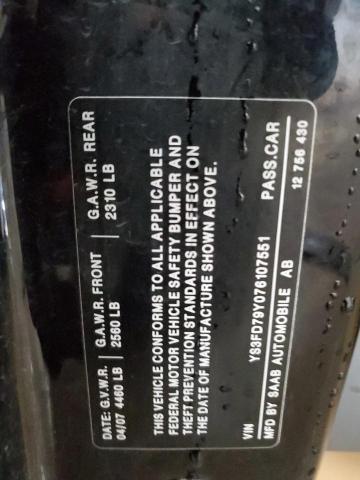 DATE: G.V.W.R. G.A.W.R. FRONT G.A.W.R. REAR
04/07 4460 LB 2560 LB 2310 LB
THIS VEHICLE CONFORMS TO ALL APPLICABLE
FEDERAL MOTOR VEHICLE SAFETY BUMPER AND
THEFT PREVENTION STANDARDS IN EFFECT ON
THE DATE OF MANUFACTURE SHOWN ABOVE.
VIN YS3FD79Y076107551 PASS.CAR
MFD BY SAAB AUTOMOBILE AB 12 756 430